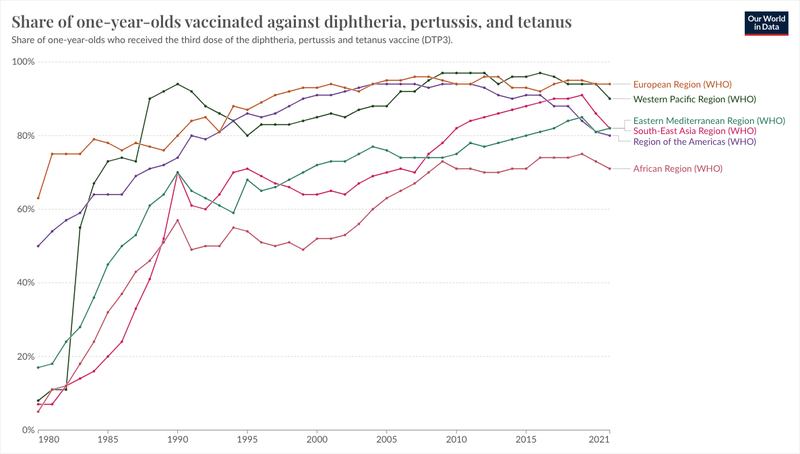 Share of one-year-olds vaccinated against diphtheria, pertussis, and tetanus
Share of one-year-olds who received the third dose of the diphtheria, pertussis and tetanus vaccine (DTP3).
Our World
in Data
100%
80%
60%
40%
20%
0%
1980
1985
1990
1995
2000
2005
2010
2015
2021
European Region (WHO)
Western Pacific Region (WHO)
Eastern Mediterranean Region (WHO)
South-East Asia Region (WHO)
Region of the Americas (WHO)
African Region (WHO)